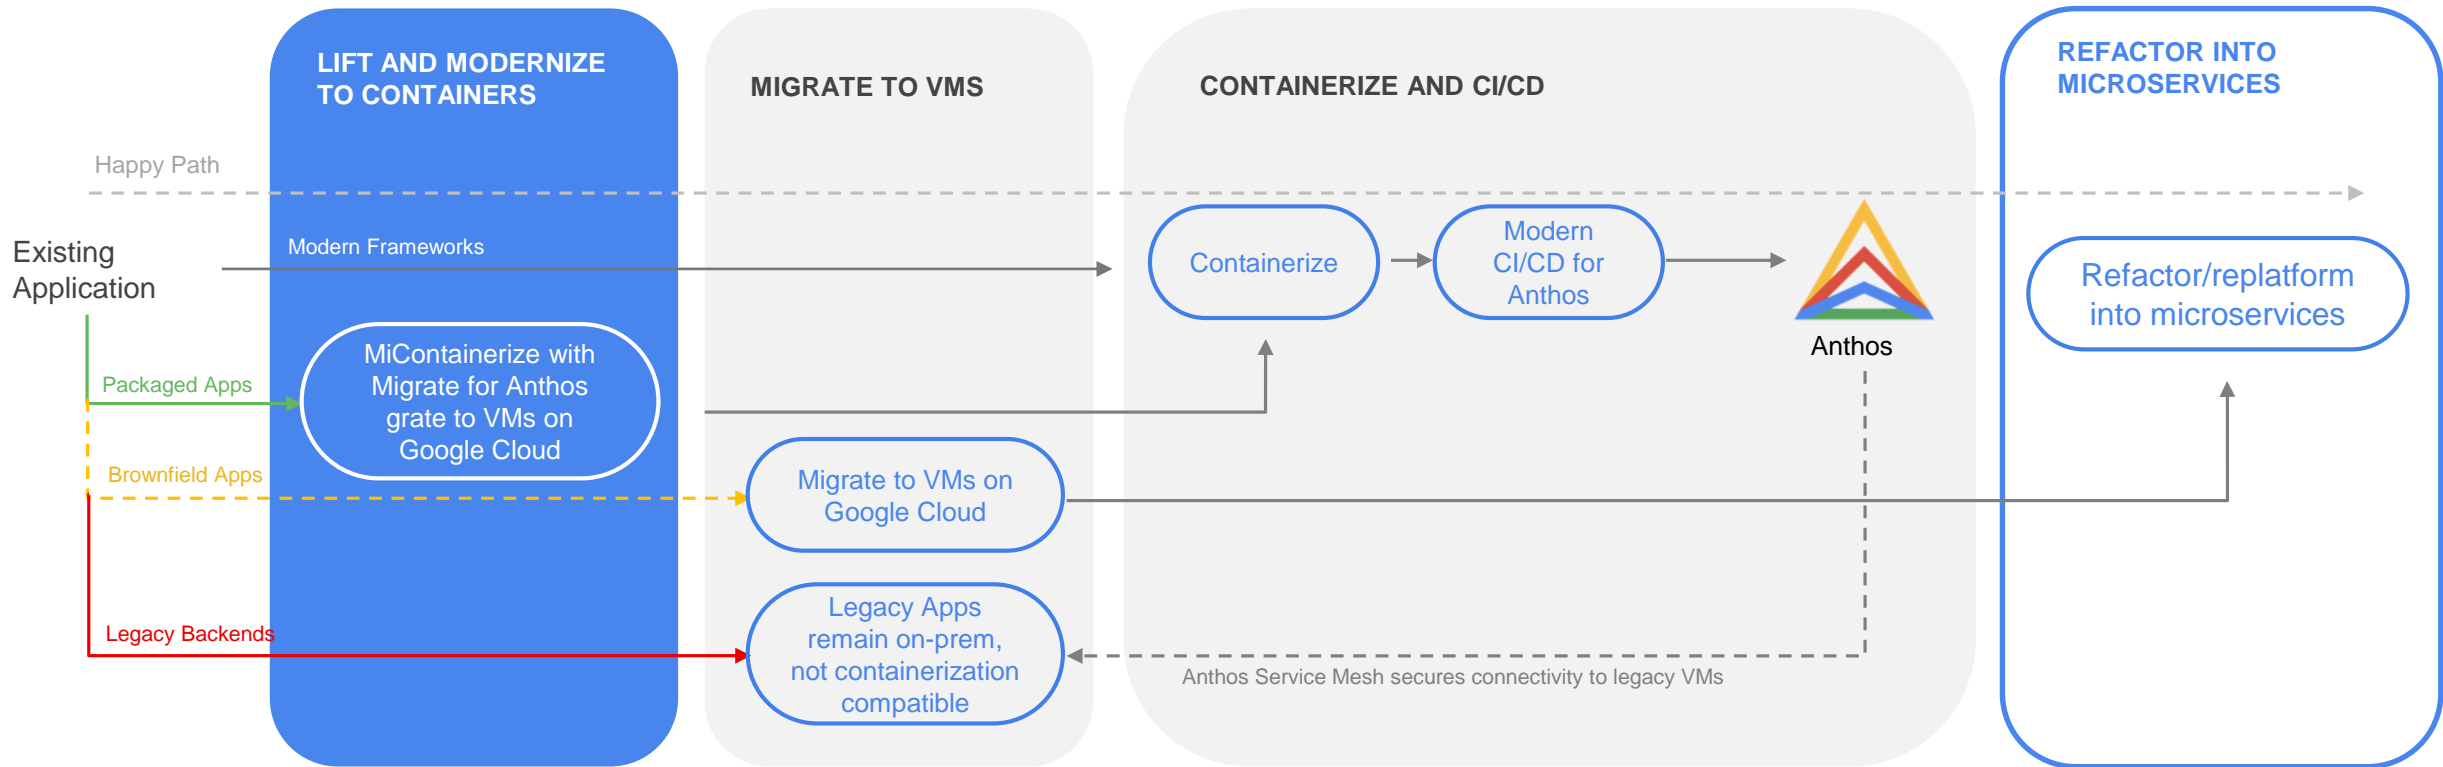 LIFT AND MODERNIZE
TO CONTAINERS
MIGRATE TO VMS
CONTAINERIZE AND CI/CD
REFACTOR INTO
MICROSERVICES
Happy Path
Existing
Application
Modern Frameworks
Containerize
Modern
CI/CD for
Anthos
Anthos
Refactor/replatform
into microservices
Packaged Apps
MiContainerize with
Migrate for Anthos
grate to VMs on
Google Cloud
Brownfield Apps
Migrate to VMs on
Google Cloud
Legacy Backends
Legacy Apps
remain on-prem,
not containerization
compatible
Anthos Service Mesh secures connectivity to legacy VMs